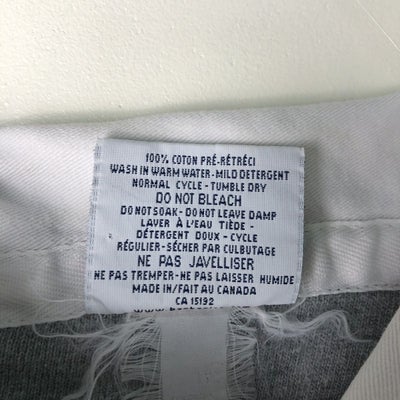 100% COTON PRÉ-RÉTRÉCI
WASH IN WARM WATER-MILD DETERGENT
NORMAL CYCLE - TUMBLE DRY
DO NOT BLEACH
DO NOT SOAK - DO NOT LEAVE DAMP
LAVER À L'EAU TIÈDE -
DÉTERGENT DOUX - CYCLE
RÉGULIER-SÉCHER PAR CULBUTAGE
NE PAS JAVELLISER
NE PAS TREMPER-NE PAS LAISSER HUMIDE
MADE IN/FAIT AU CANADA
CA 15192